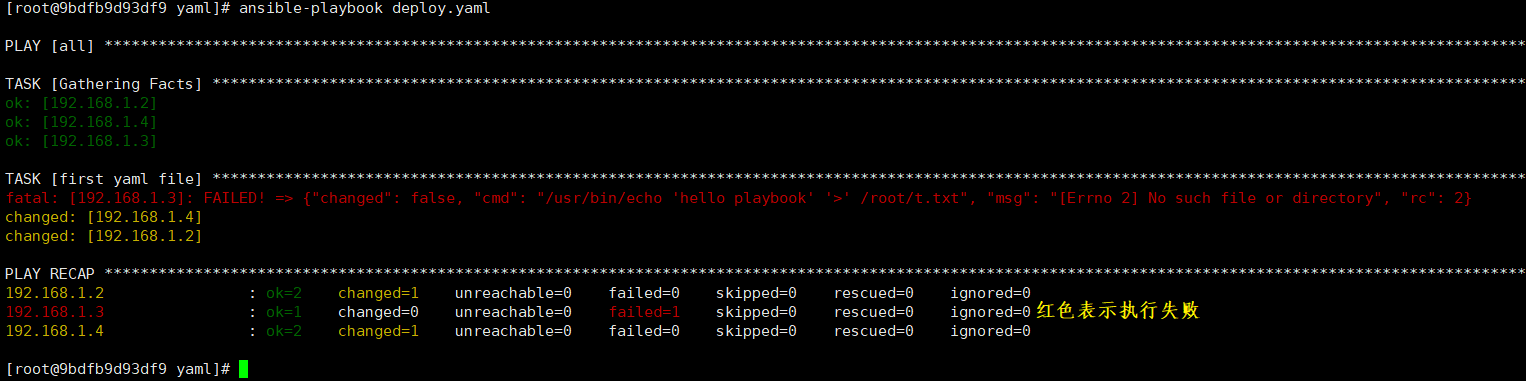 [root@9bdfb9d93df9 yaml]# ansible-playbook deploy.yaml
PLAY [all] **********************************************************************************************************************************************************
TASK [Gathering Facts] **********************************************************************************************************************************************
ok: [192.168.1.2]
ok: [192.168.1.4]
ok: [192.168.1.3]
TASK [first yaml file] **********************************************************************************************************************************************
fatal: [192.168.1.3]: FAILED! => {"changed": false, "cmd": "/usr/bin/echo 'hello playbook' '>' /root/t.txt", "msg": "[Errno 2] No such file or directory", "rc": 2}
changed: [192.168.1.4]
changed: [192.168.1.2]
PLAY RECAP **********************************************************************************************************************************************************
192.168.1.2                : ok=2    changed=1    unreachable=0    failed=0    skipped=0    rescued=0    ignored=0
192.168.1.3                : ok=1    changed=0    unreachable=0    failed=1    skipped=0    rescued=0    ignored=0 红色表示执行失败
192.168.1.4                : ok=2    changed=1    unreachable=0    failed=0    skipped=0    rescued=0    ignored=0
[root@9bdfb9d93df9 yaml]#